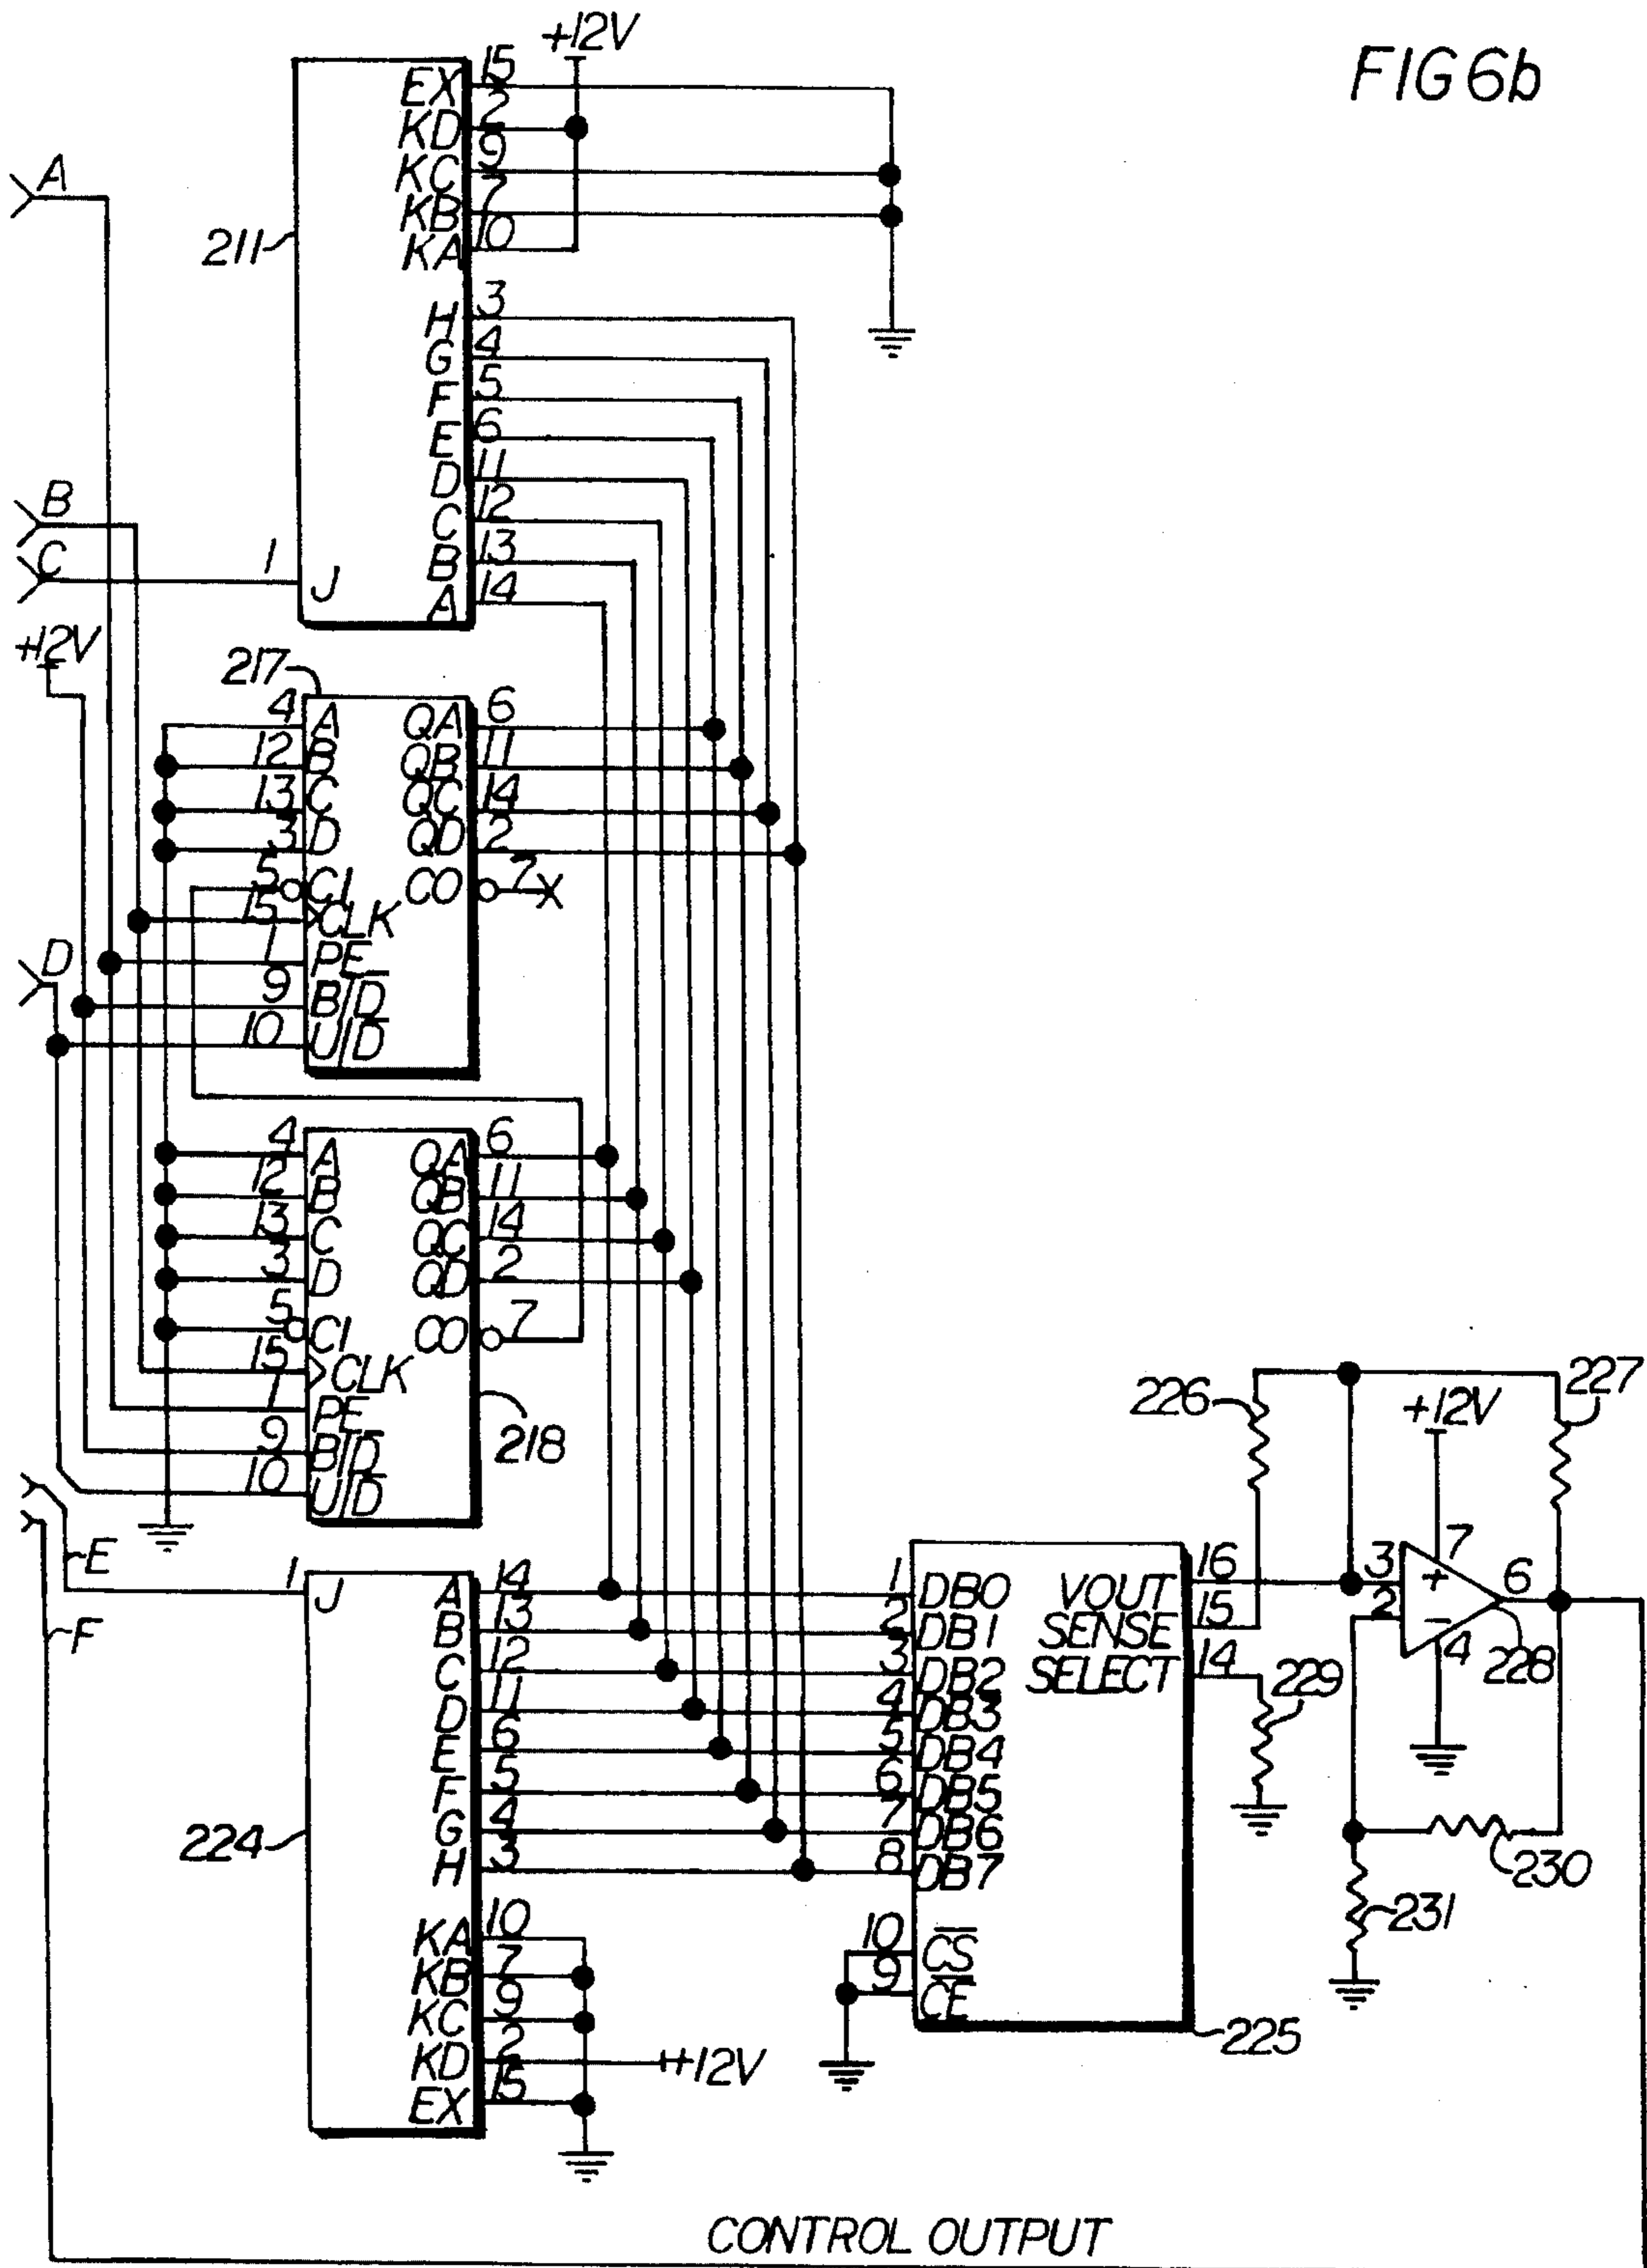 FIG 6b
+12V
EX 15
KD 2
KC 9
KB 7
KA 10
A
211
H 3
G 4
F 5
E 6
D 11
C 12
B 13
A 14
B
C
1 J
+12V
217
4 A QA 6
12 B QB 11
13 C QC 14
3 D QD 2
5 CI CO 7 X
15 CLK
1 PE
9 B/D̅
10 U/D̅
D
4 A QA 6
12 B QB 11
13 C QC 14
3 D QD 2
5 CI CO 7
15 CLK
1 PE
9 B/D̅
10 U/D̅
218
E
F
1 J
A 14
B 13
C 12
D 11
E 6
F 5
G 4
H 3
224
KA 10
KB 7
KC 9
KD 2 +12V
EX 15
1 DB0 VOUT 16
2 DB1 SENSE 15
3 DB2 SELECT 14
4 DB3
5 DB4
6 DB5
7 DB6
8 DB7
10 C̅S̅
9 C̅E̅
225
226
227
+12V
7
3 +
2 −
6
4
228
229
230
231
CONTROL OUTPUT